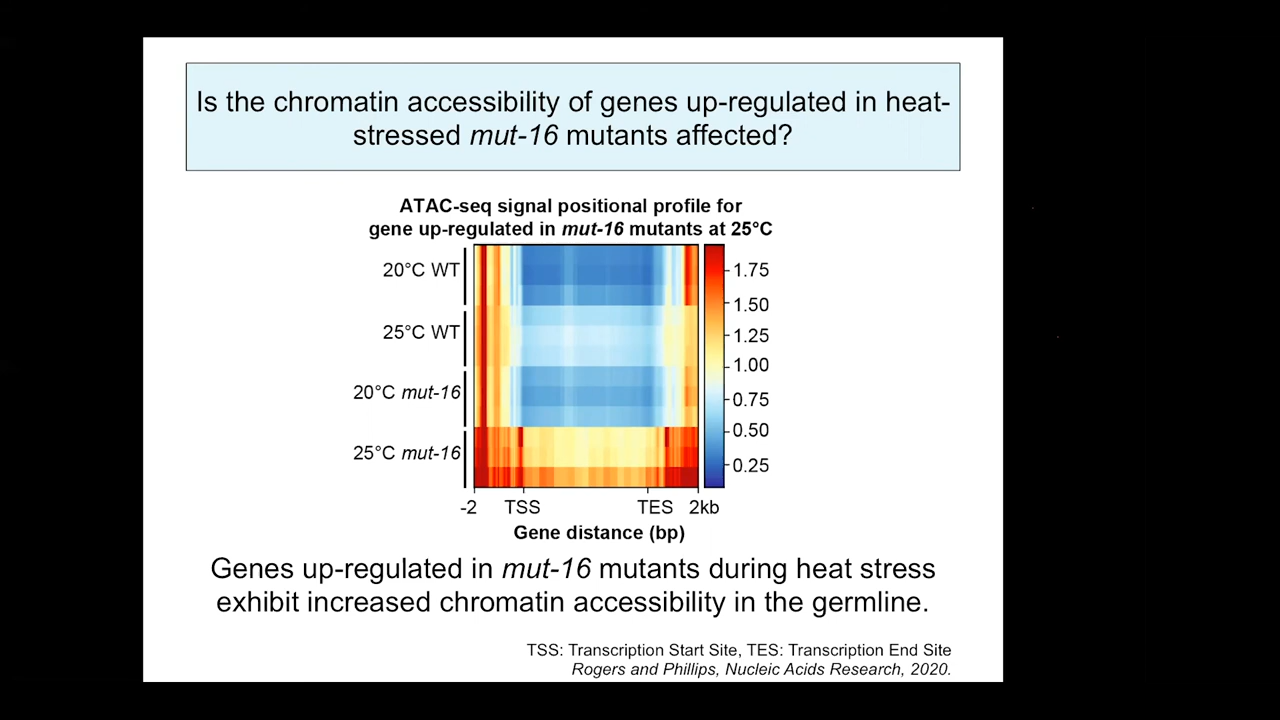 Is the chromatin accessibility of genes up-regulated in heat-
stressed mut-16 mutants affected?
ATAC-seq signal positional profile for
gene up-regulated in mut-16 mutants at 25°C
20°C WT
25°C WT
20°C mut-16
25°C mut-16
1.75
1.50
1.25
1.00
0.75
0.50
0.25
-2 TSS TES 2kb
Gene distance (bp)
Genes up-regulated in mut-16 mutants during heat stress
exhibit increased chromatin accessibility in the germline.
TSS: Transcription Start Site, TES: Transcription End Site
Rogers and Phillips, Nucleic Acids Research, 2020.